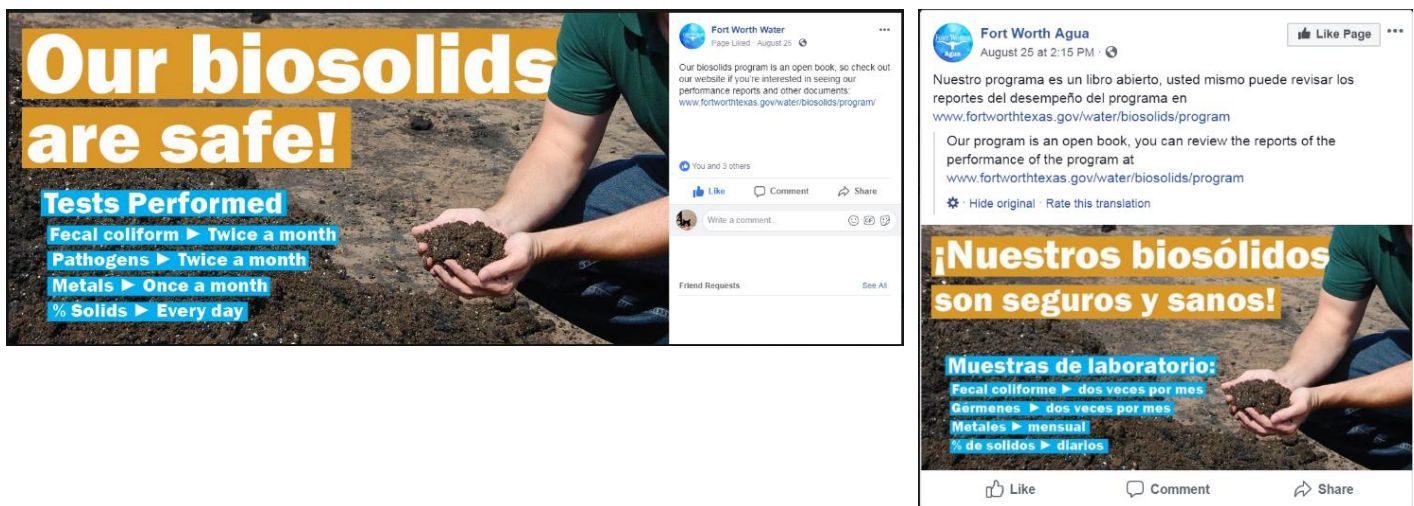 Our biosolids
are safe!
Tests Performed
Fecal coliform ► Twice a month
Pathogens ► Twice a month
Metals ► Once a month
% Solids ► Every day
Fort Worth Water
Page Liked · August 25 ·
Our biosolids program is an open book, so check out
our website if you're interested in seeing our
performance reports and other documents:
www.fortworthtexas.gov/water/biosolids/program/
You and 3 others
Like Comment Share
Write a comment...
GIF
Friend Requests See All
Fort Worth
Agua
Fort Worth Agua
August 25 at 2:15 PM ·
Like Page
Nuestro programa es un libro abierto, usted mismo puede revisar los
reportes del desempeño del programa en
www.fortworthtexas.gov/water/biosolids/program
Our program is an open book, you can review the reports of the
performance of the program at
www.fortworthtexas.gov/water/biosolids/program
Hide original · Rate this translation
¡Nuestros biosólidos
son seguros y sanos!
Muestras de laboratorio:
Fecal coliforme ► dos veces por mes
Gérmenes ► dos veces por mes
Metales ► mensual
% de solidos ► diarios
Like Comment Share